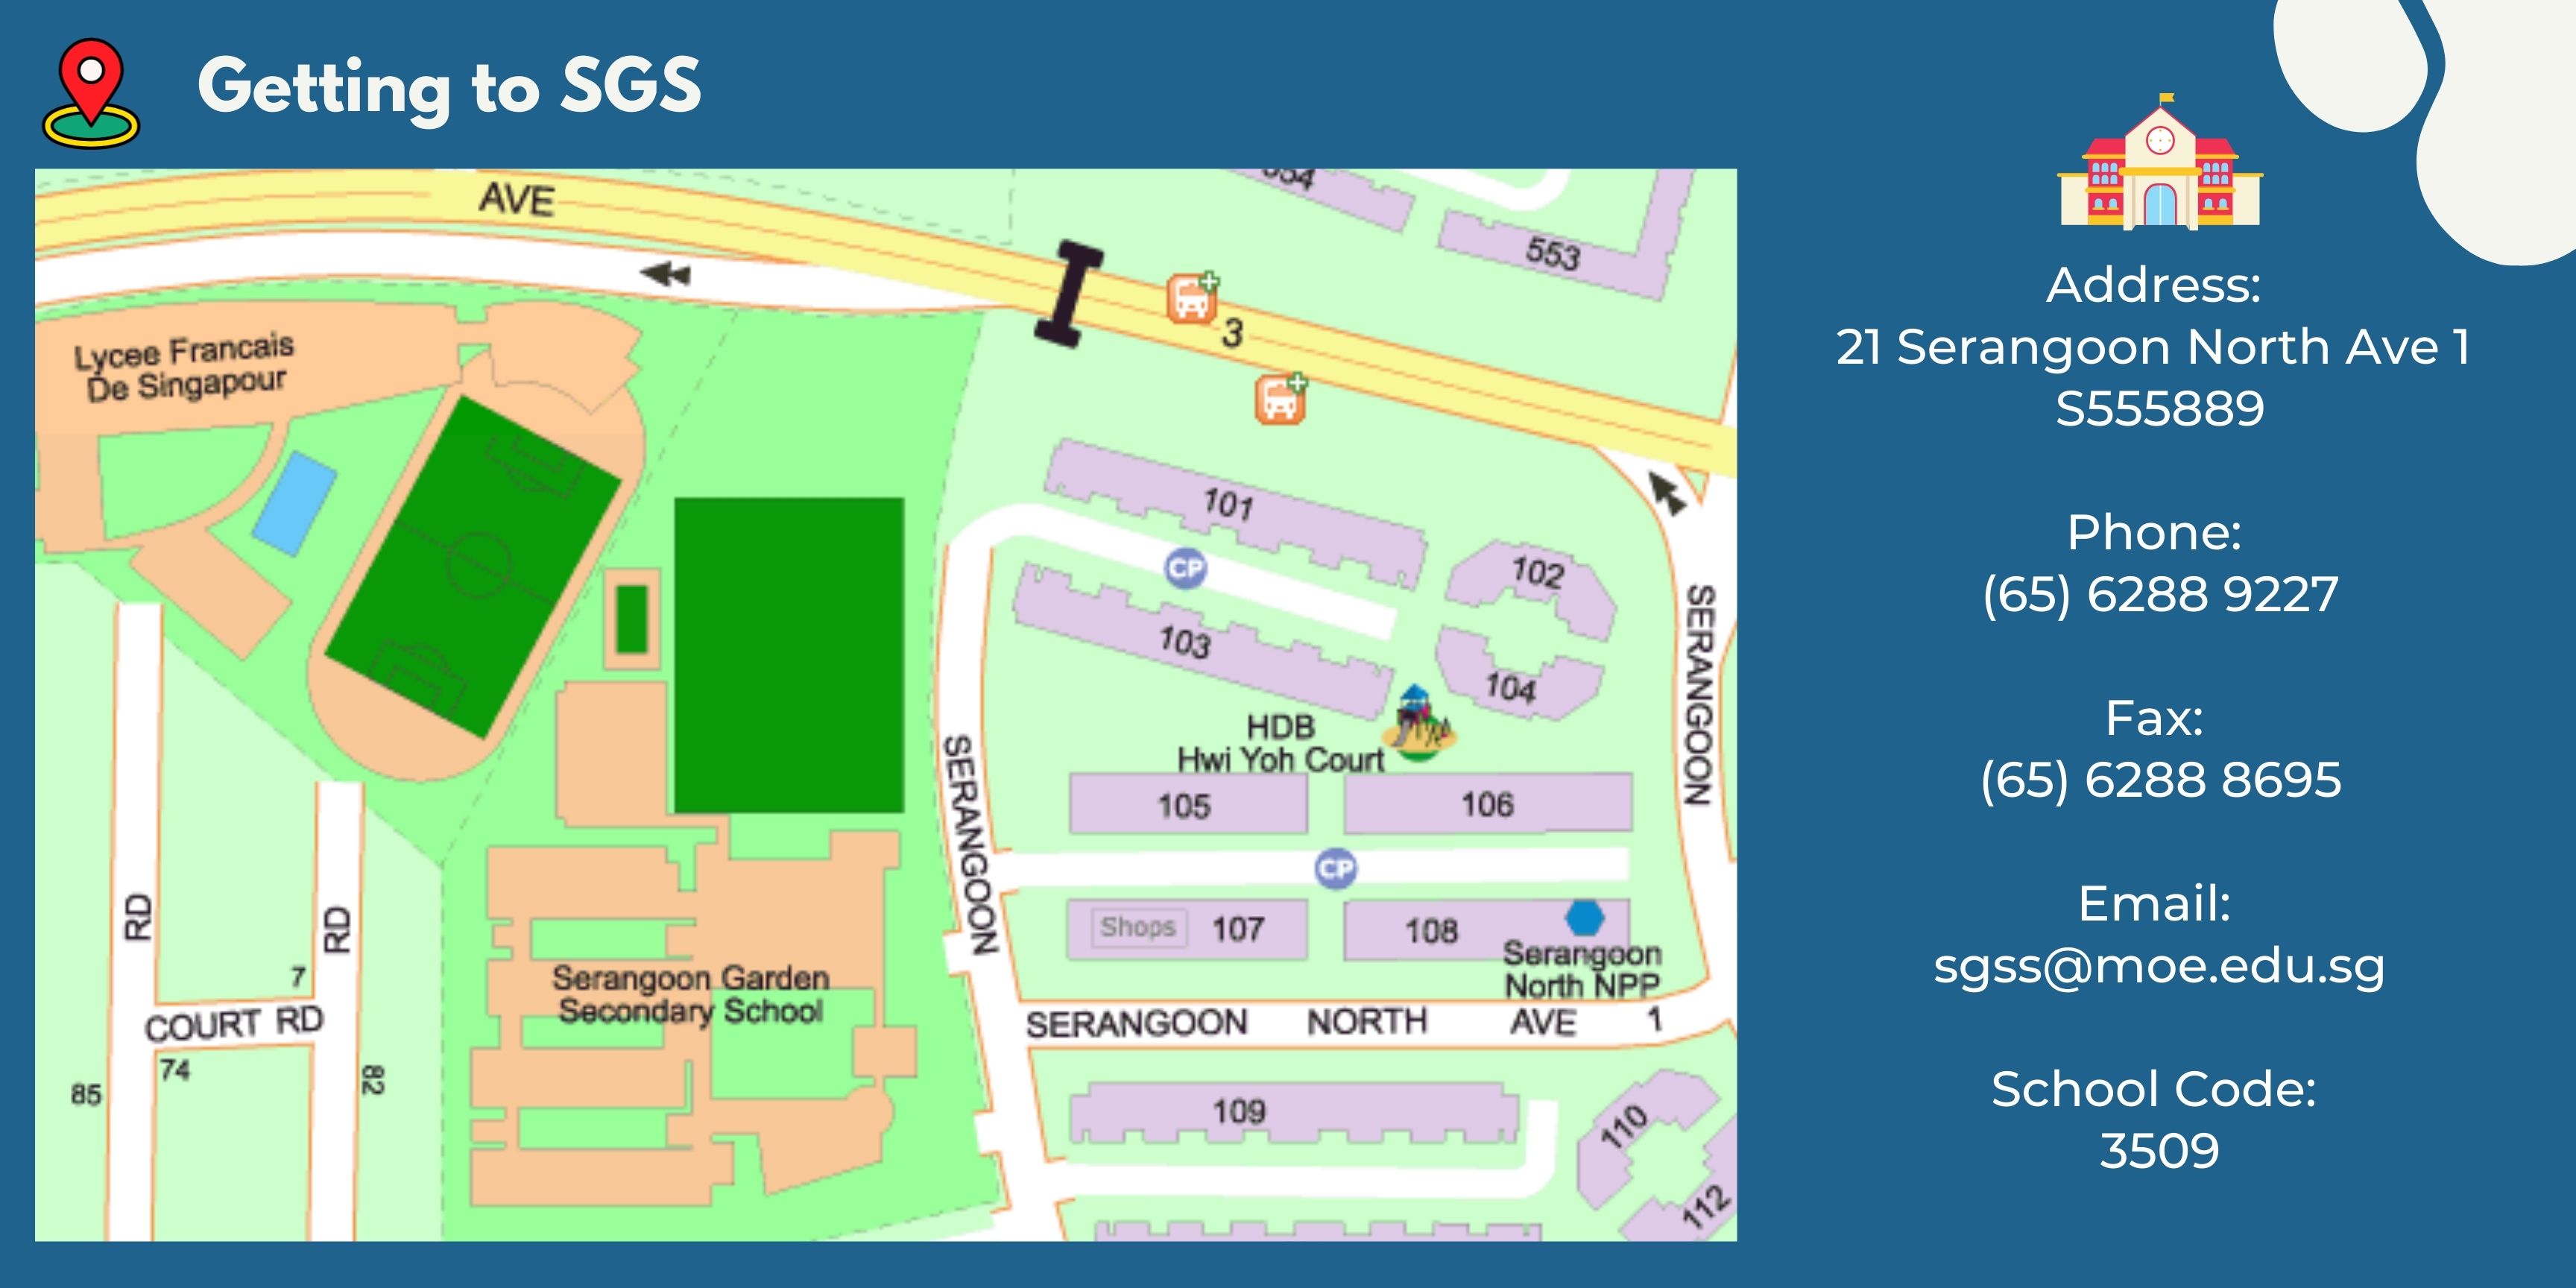 Getting to SGS
AVE
554
553
3
Lycee Francais
De Singapour
101
CP
102
103
104
SERANGOON
HDB
Hwi Yoh Court
SERANGOON
105
106
CP
Shops
107
108
Serangoon
North NPP
RD
RD
7
COURT RD
74
85
82
Serangoon Garden
Secondary School
SERANGOON NORTH AVE 1
109
110
112
Address:
21 Serangoon North Ave 1
S555889
Phone:
(65) 6288 9227
Fax:
(65) 6288 8695
Email:
sgss@moe.edu.sg
School Code:
3509